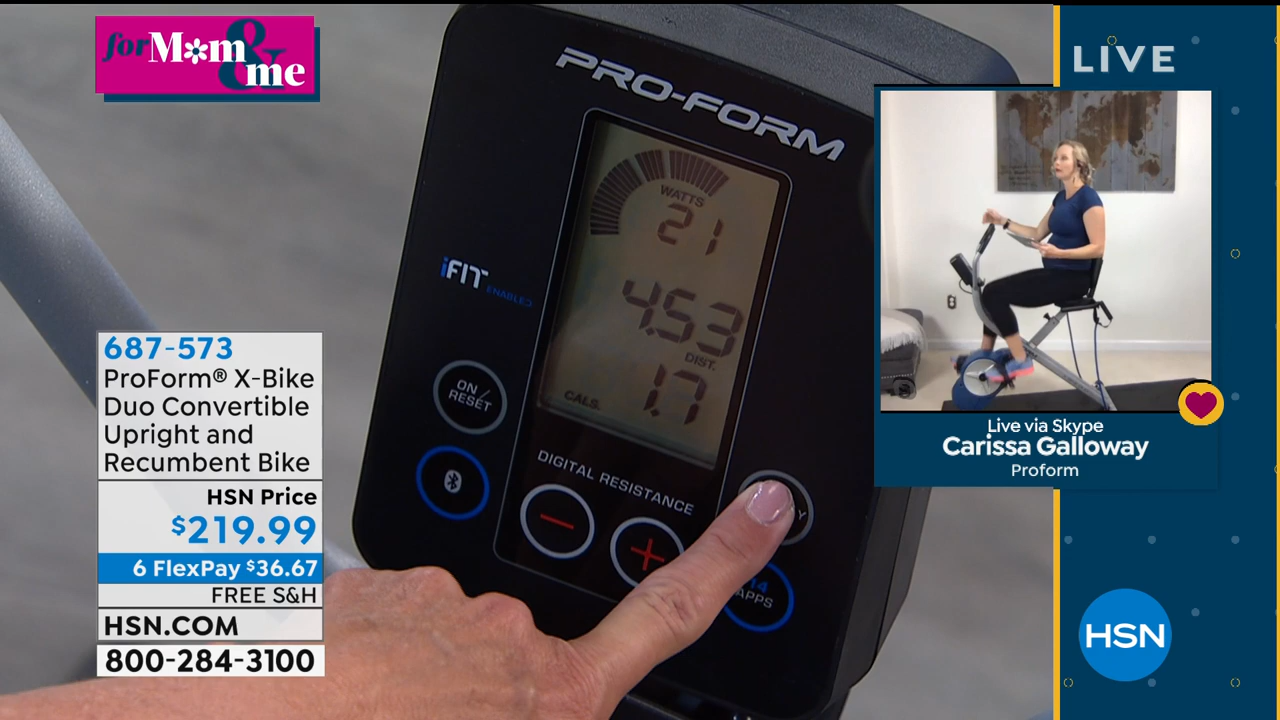 for Mom
& me
687-573
ProForm® X-Bike
Duo Convertible
Upright and
Recumbent Bike
HSN Price
$219.99
6 FlexPay $36.67
FREE S&H
HSN.COM
800-284-3100
PRO-FORM
WATTS
21
4.53
DIST.
1.7
CALS.
iFIT
ENABLED
ON/
RESET
DIGITAL RESISTANCE
Y
14
APPS
LIVE
Live via Skype
Carissa Galloway
Proform
HSN